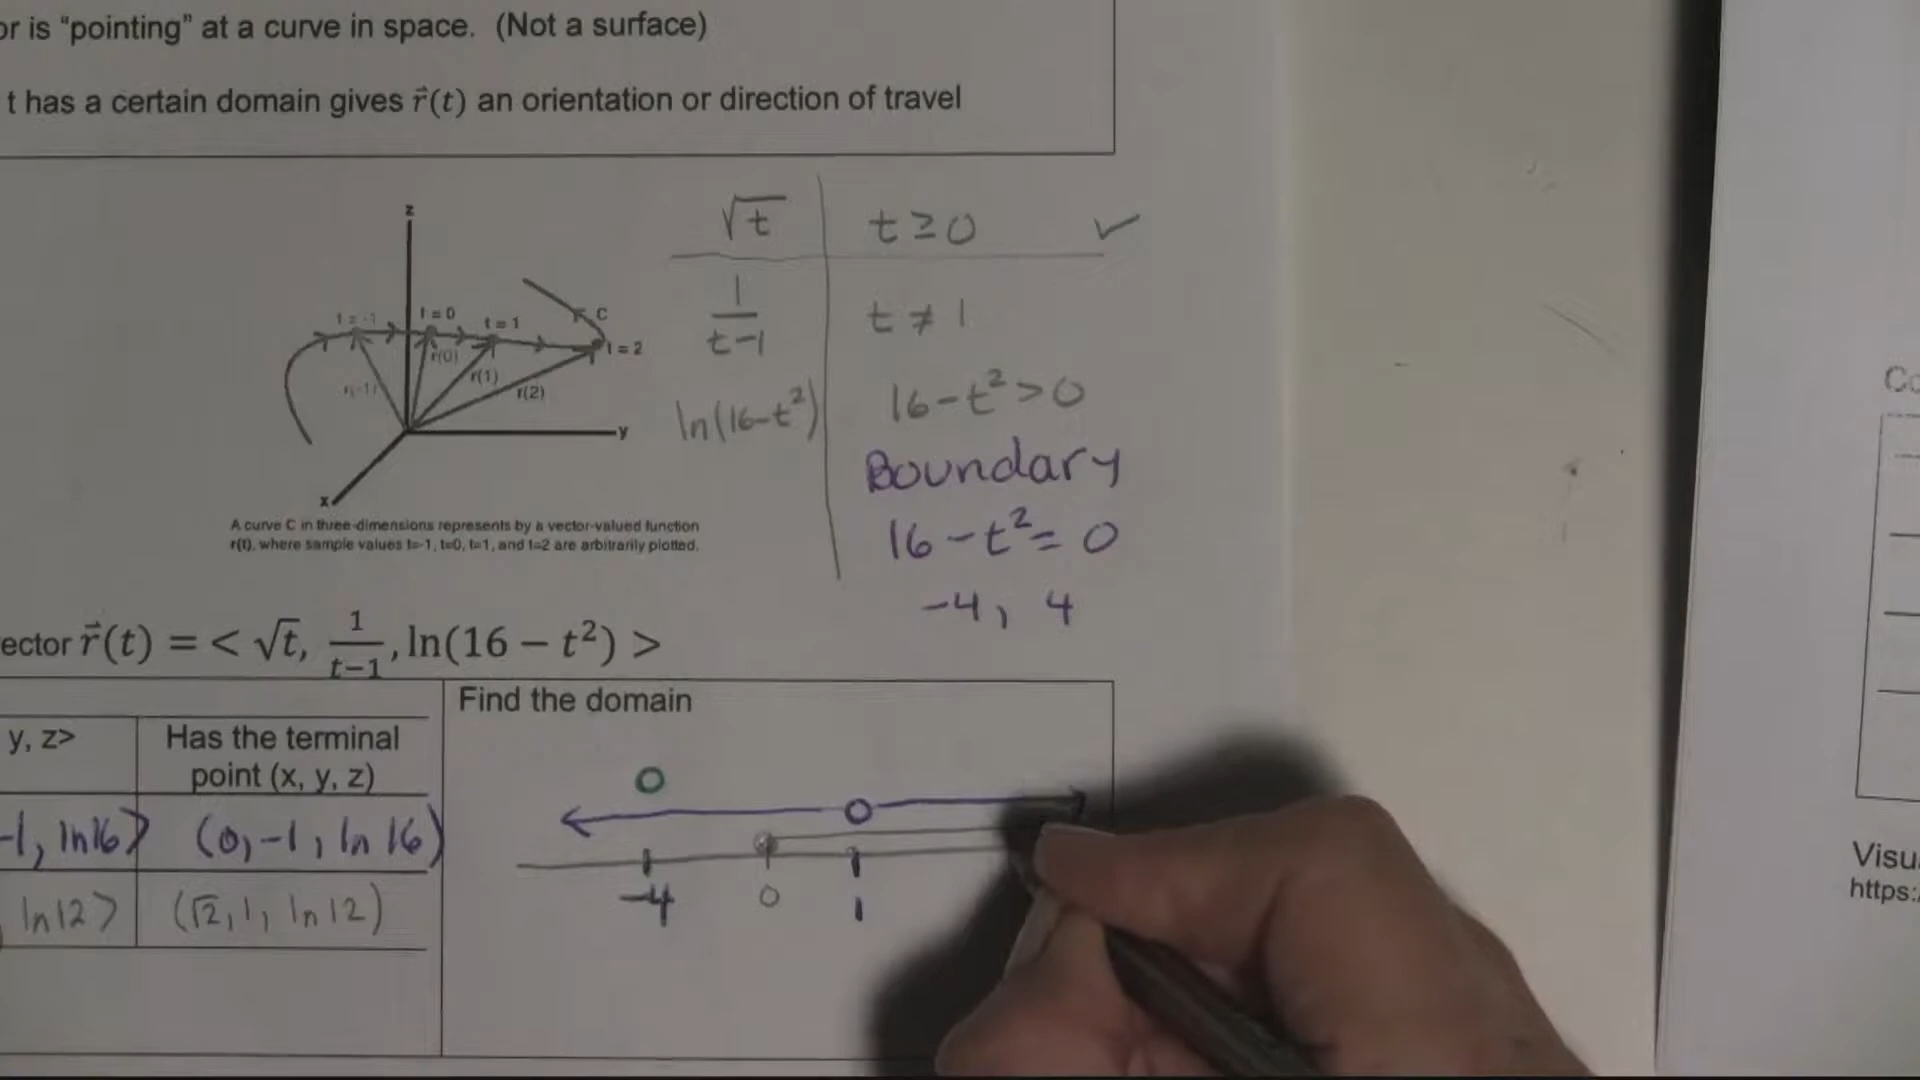 or is “pointing” at a curve in space. (Not a surface)
t has a certain domain gives r⃗(t) an orientation or direction of travel
√t t ≥ 0 ✓
1/(t-1) t ≠ 1
ln(16-t²) 16-t² > 0
Boundary
16-t² = 0
-4, 4
z
t = -1 t = 0 t = 1 C
t = 2
r(-1) r(0) r(1) r(2)
y
x
A curve C in three-dimensions represents by a vector-valued function
r(t), where sample values t=-1, t=0, t=1, and t=2 are arbitrarily plotted.
ector r⃗(t) = < √t, 1/(t−1), ln(16 − t²) >
y, z>
Has the terminal
point (x, y, z)
-1, ln16> (0, -1, ln 16)
ln12> (√2, 1, ln 12)
Find the domain
-4 0 1
Co
Visu
https:/